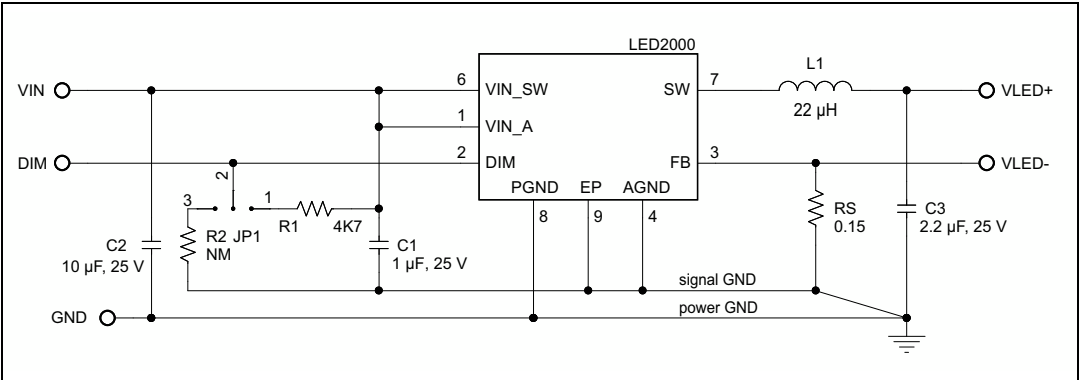 LED2000
L1
VIN
6
VIN_SW
SW
7
VLED+
22 µH
1
VIN_A
DIM
2
DIM
FB
3
VLED-
2
PGND
EP
AGND
3
1
8
9
4
RS
0.15
C3
2.2 µF, 25 V
R1
4K7
R2
JP1
NM
C2
10 µF, 25 V
C1
1 µF, 25 V
signal GND
power GND
GND